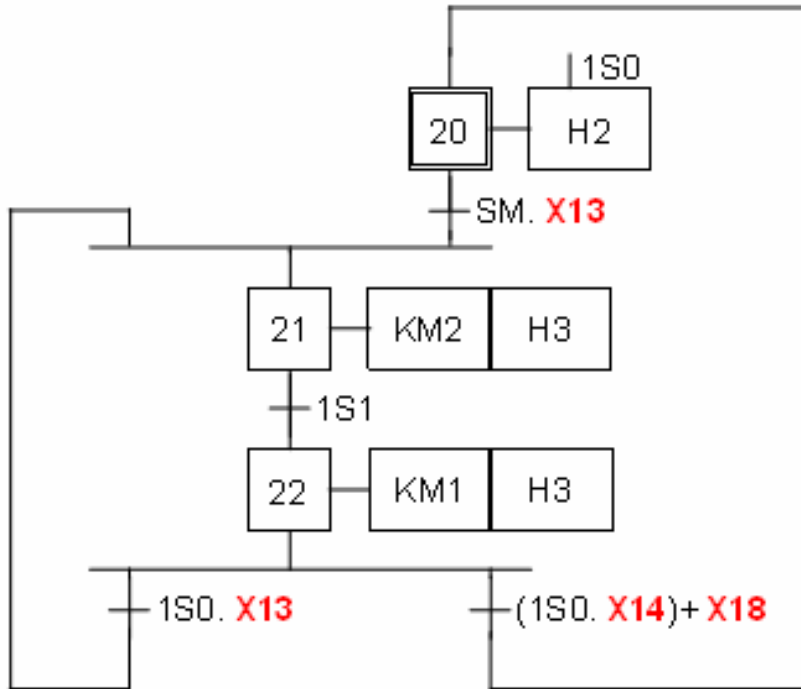 1S0
20 H2
SM. X13
21 KM2 H3
1S1
22 KM1 H3
1S0. X13 (1S0. X14)+ X18